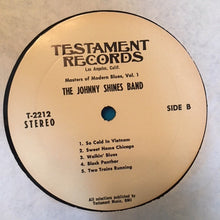 TESTAMENT
RECORDS
Los Angeles, Calif.
Masters of Modern Blues, Vol. 1
THE JOHNNY SHINES BAND
T-2212
STEREO
SIDE B
1. So Cold in Vietnam
2. Sweet Home Chicago
3. Walkin' Blues
4. Black Panther
5. Two Trains Running
All selections published by
Testament Music, BMI